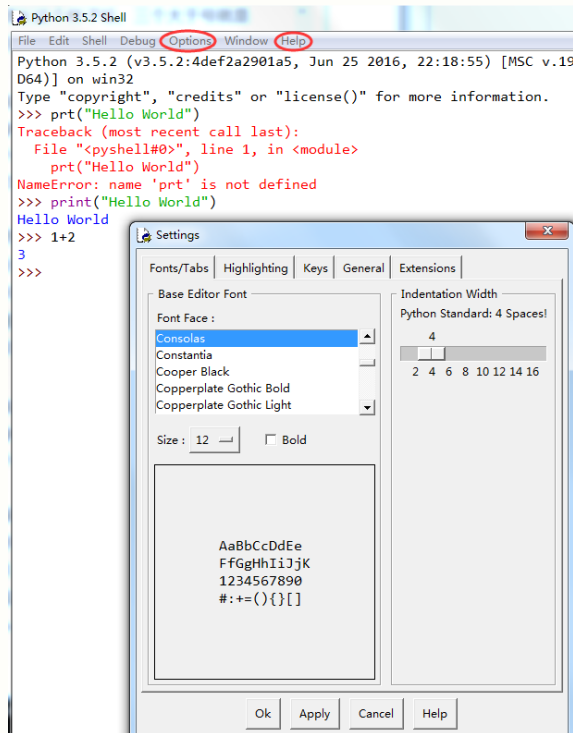 Python 3.5.2 Shell
File Edit Shell Debug Options Window Help
Python 3.5.2 (v3.5.2:4def2a2901a5, Jun 25 2016, 22:18:55) [MSC v.19
D64)] on win32
Type "copyright", "credits" or "license()" for more information.
>>> prt("Hello World")
Traceback (most recent call last):
  File "<pyshell#0>", line 1, in <module>
    prt("Hello World")
NameError: name 'prt' is not defined
>>> print("Hello World")
Hello World
>>> 1+2
3
>>>
Settings
Fonts/Tabs Highlighting Keys General Extensions
Base Editor Font
Font Face :
Consolas
Constantia
Cooper Black
Copperplate Gothic Bold
Copperplate Gothic Light
Size : 12 Bold
AaBbCcDdEe
FfGgHhIiJjK
1234567890
#:+=(){}[]
Indentation Width
Python Standard: 4 Spaces!
4
2 4 6 8 10 12 14 16
Ok Apply Cancel Help